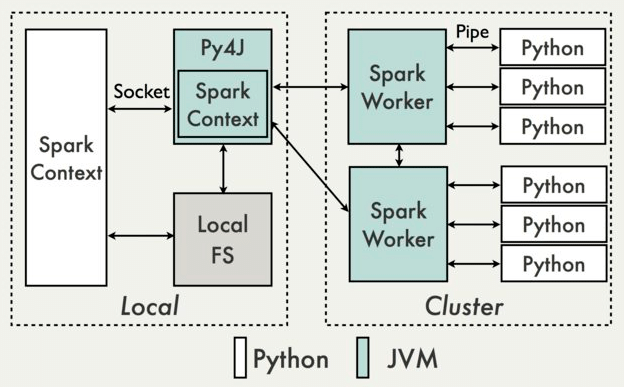 Py4J
Spark
Context
Socket
Spark
Context
Local
FS
Local
Spark
Worker
Pipe
Python
Python
Python
Spark
Worker
Python
Python
Python
Cluster
Python
JVM